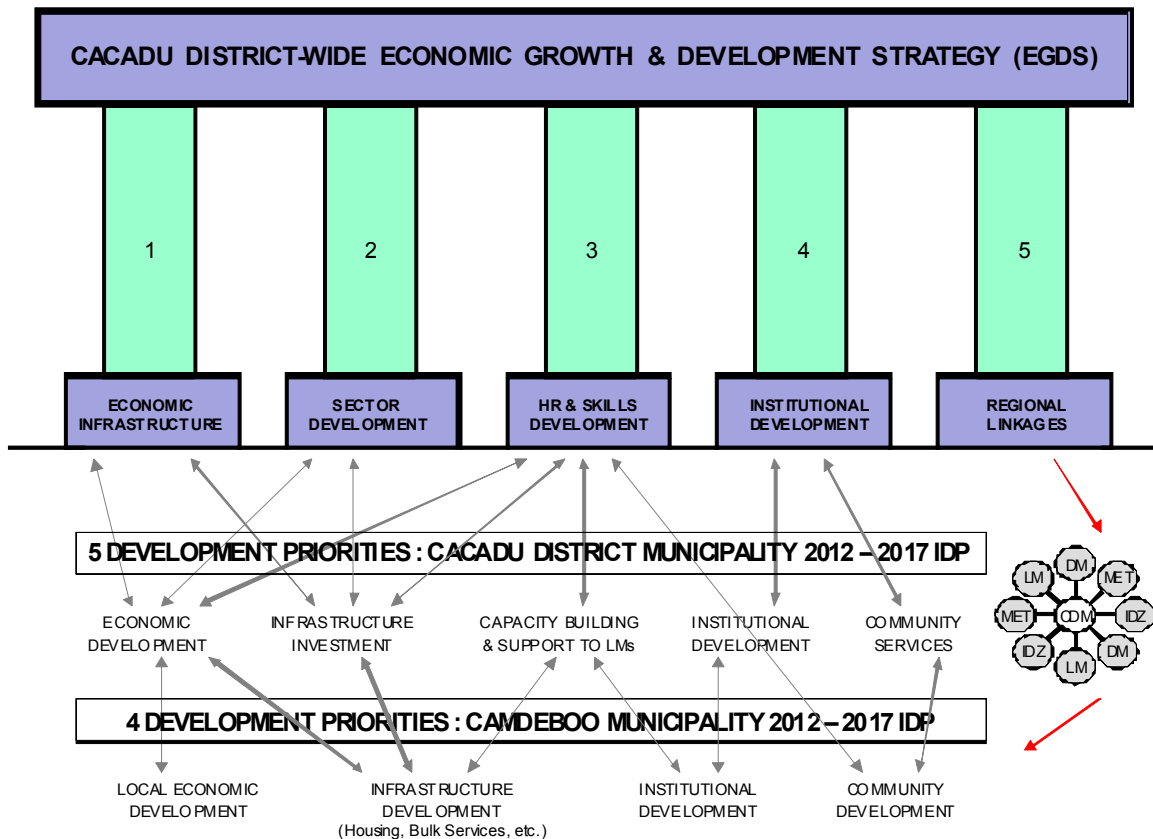 CACADU DISTRICT-WIDE ECONOMIC GROWTH & DEVELOPMENT STRATEGY (EGDS)
1
2
3
4
5
ECONOMIC
INFRASTRUCTURE
SECTOR
DEVELOPMENT
HR & SKILLS
DEVELOPMENT
INSTITUTIONAL
DEVELOPMENT
REGIONAL
LINKAGES
5 DEVELOPMENT PRIORITIES : CACADU DISTRICT MUNICIPALITY 2012 – 2017 IDP
ECONOMIC
DEVELOPMENT
INFRASTRUCTURE
INVESTMENT
CAPACITY BUILDING
& SUPPORT TO LMs
INSTITUTIONAL
DEVELOPMENT
COMMUNITY
SERVICES
DM
LM
MET
MET
CDM
IDZ
IDZ
DM
LM
4 DEVELOPMENT PRIORITIES : CAMDEBOO MUNICIPALITY 2012 – 2017 IDP
LOCAL ECONOMIC
DEVELOPMENT
INFRASTRUCTURE
DEVELOPMENT
(Housing, Bulk Services, etc.)
INSTITUTIONAL
DEVELOPMENT
COMMUNITY
DEVELOPMENT